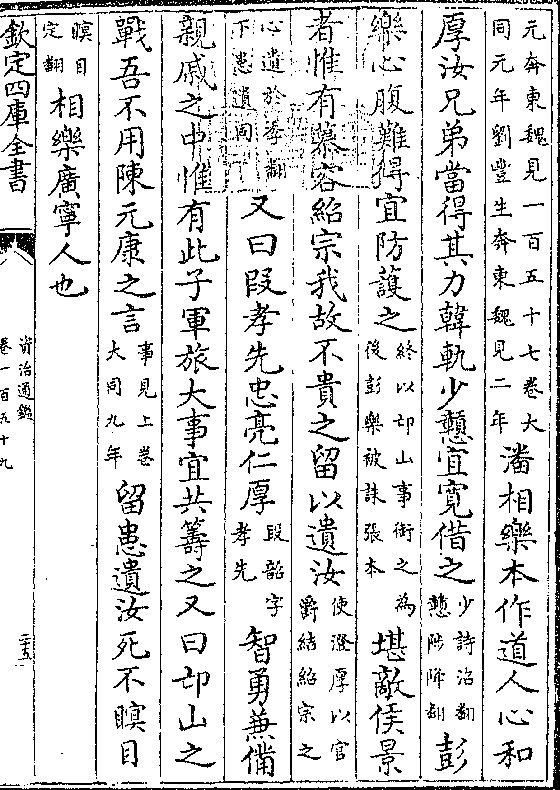 元奔東魏見一百五十七卷大
同元年劉豐生奔東魏見二年
潘相樂本作道人心和
厚汝兄弟當得其力韓軌少戇宜寛借之
少詩沼翻
戇陟降翻
彭
樂心腹難得宜防護之
終以邙山事銜之為
後彭樂被誅張本
堪敵侯景
者惟有慕容紹宗我故不貴之留以遺汝
使澄厚以官
爵結紹宗之
心遺於季翻
下患遺同
又曰段孝先忠亮仁厚
段韶字
孝先
智勇兼備
親戚之中惟有此子軍旅大事宜共籌之又曰邙山之
戰吾不用陳元康之言
事見上卷
大同九年
留患遺汝死不瞑目
瞑目
定翻
相樂廣寧人也
欽定四庫全書
資治通鑑
卷一百五十九
二十五